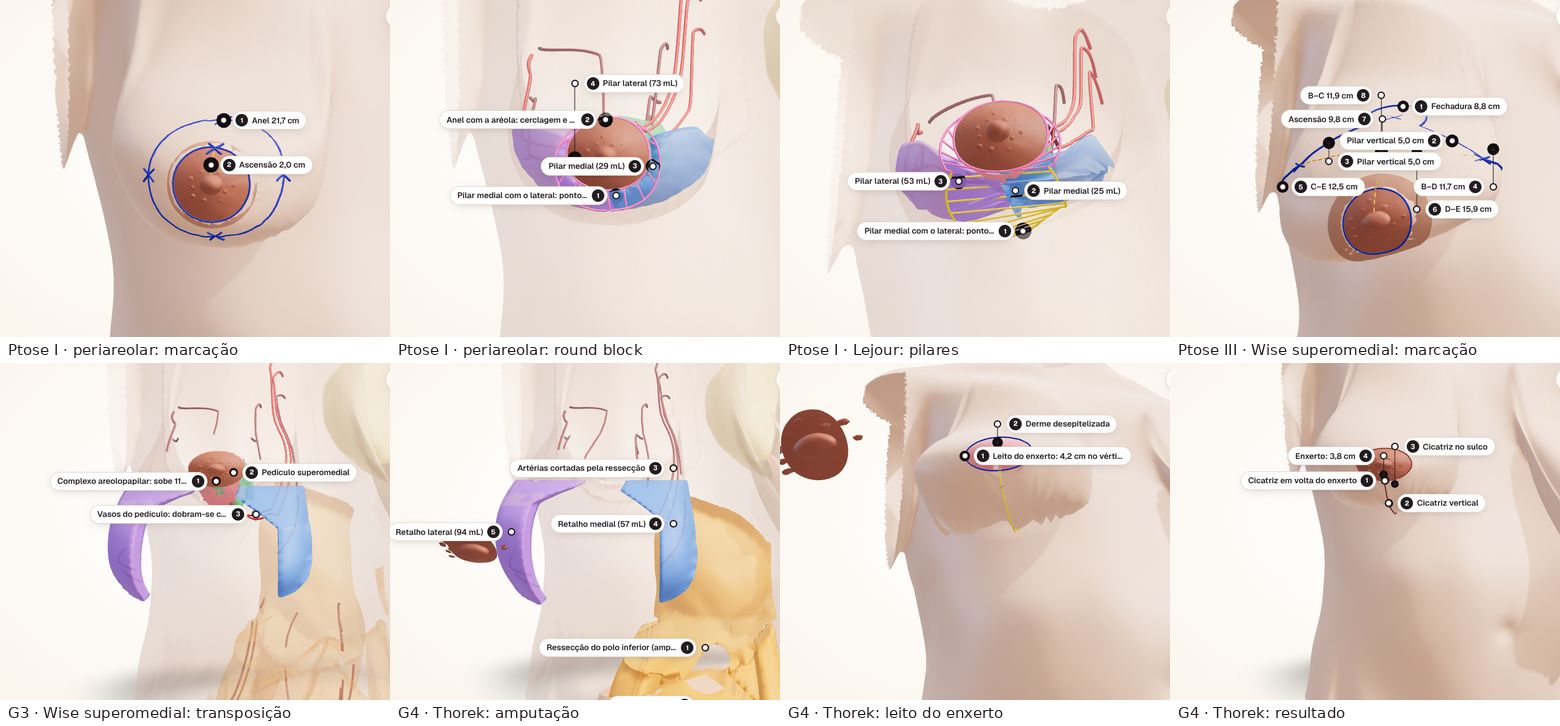 1 Anel 21,7 cm
2 Ascensão 2,0 cm
Ptose I · periareolar: marcação
4 Pilar lateral (73 mL)
Anel com a aréola: cerclagem e ... 2
Pilar medial (29 mL) 3
Pilar medial com o lateral: ponto... 1
Ptose I · periareolar: round block
Pilar lateral (53 mL) 3
2 Pilar medial (25 mL)
Pilar medial com o lateral: ponto... 1
Ptose I · Lejour: pilares
B–C 11,9 cm 8
1 Fechadura 8,8 cm
Ascensão 9,8 cm 7
Pilar vertical 5,0 cm 2
3 Pilar vertical 5,0 cm
5 C–E 12,5 cm
B–D 11,7 cm 4
6 D–E 15,9 cm
Ptose III · Wise superomedial: marcação
2 Pedículo superomedial
Complexo areolopapilar: sobe 11... 1
Vasos do pedículo: dobram-se c... 3
G3 · Wise superomedial: transposição
Artérias cortadas pela ressecção 3
Retalho medial (57 mL) 4
Retalho lateral (94 mL) 5
Ressecção do polo inferior (amp... 1
G4 · Thorek: amputação
2 Derme desepitelizada
1 Leito do enxerto: 4,2 cm no vérti...
G4 · Thorek: leito do enxerto
3 Cicatriz no sulco
Enxerto: 3,8 cm 4
Cicatriz em volta do enxerto 1
2 Cicatriz vertical
G4 · Thorek: resultado